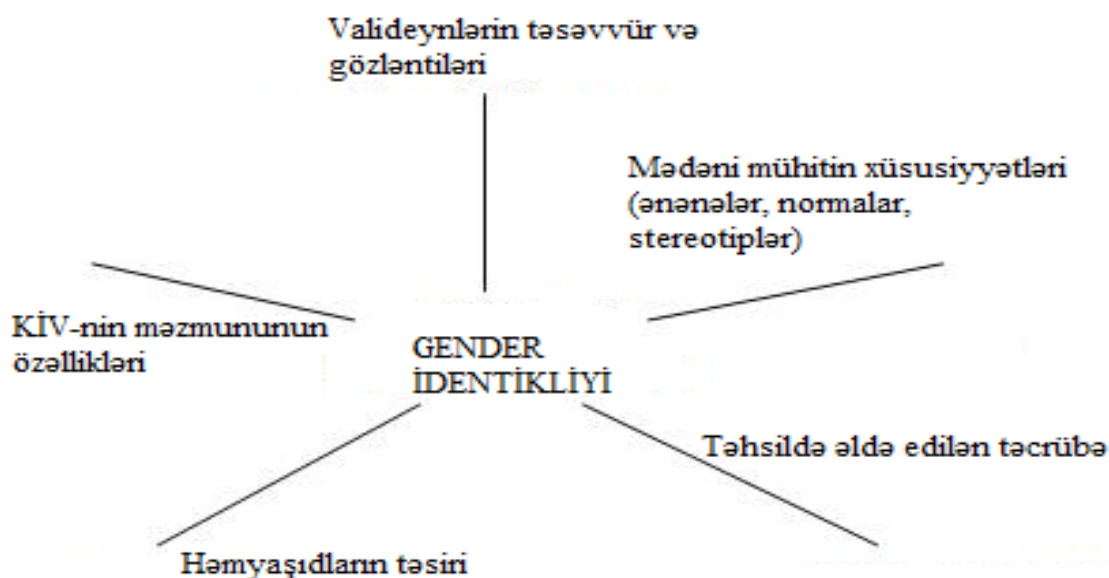 Valideynlərin təsəvvür və
gözləntiləri
Mədəni mühitin xüsusiyyətləri
(ənənələr, normalar,
stereotiplər)
KİV-nin məzmununun
özəllikləri
GENDER
İDENTİKLİYİ
Təhsildə əldə edilən təcrübə
Həmyaşıdların təsiri